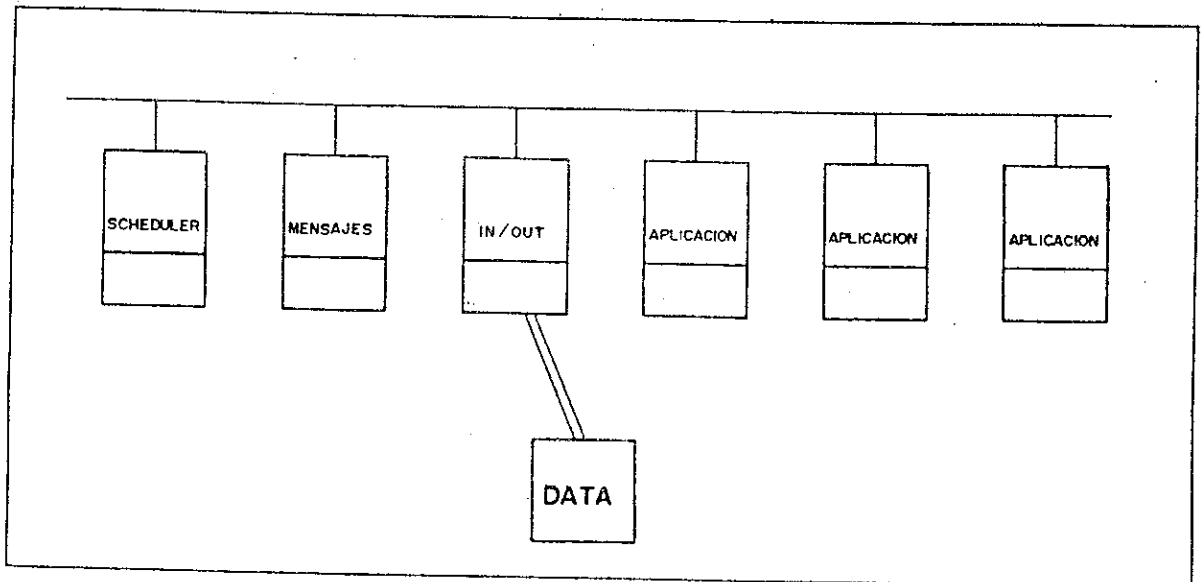 SCHEDULER
MENSAJES
IN/OUT
APLICACION
APLICACION
APLICACION
DATA